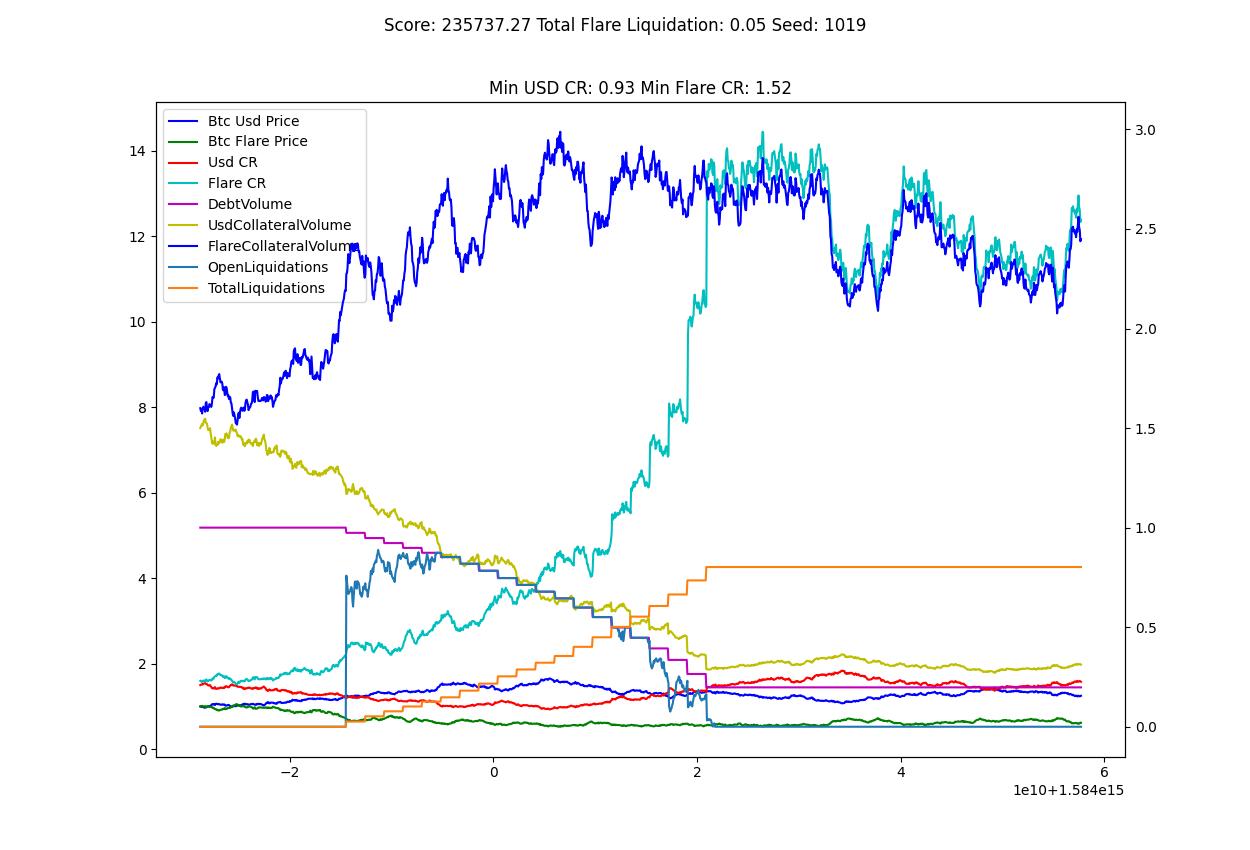 Score: 235737.27 Total Flare Liquidation: 0.05 Seed: 1019
Min USD CR: 0.93 Min Flare CR: 1.52
Btc Usd Price
Btc Flare Price
Usd CR
Flare CR
DebtVolume
UsdCollateralVolume
FlareCollateralVolume
OpenLiquidations
TotalLiquidations
14
12
10
8
6
4
2
0
3.0
2.5
2.0
1.5
1.0
0.5
0.0
−2
0
2
4
6
1e10+1.584e15